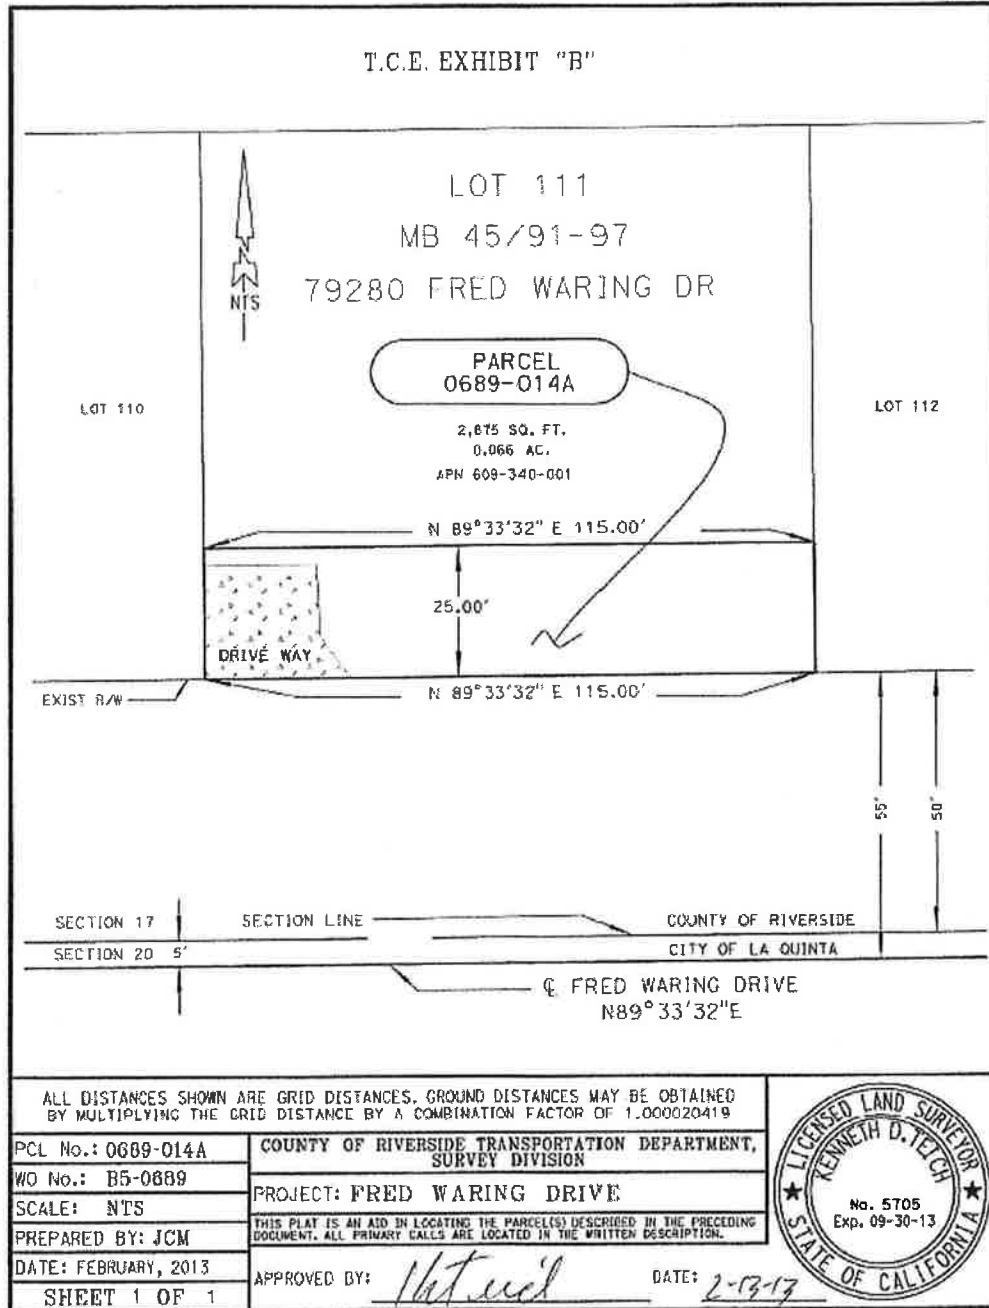 T.C.E. EXHIBIT "B"
LOT 111
MB 45/91-97
79280 FRED WARING DR
NTS
PARCEL
0689-014A
LOT 110
LOT 112
2,875 SQ. FT.
0.066 AC.
APN 609-340-001
N 89°33'32" E 115.00'
25.00'
DRIVE WAY
N 89°33'32" E 115.00'
EXIST R/W
55'
50'
SECTION 17
SECTION LINE
COUNTY OF RIVERSIDE
SECTION 20 5'
CITY OF LA QUINTA
℄ FRED WARING DRIVE
N89°33'32"E
ALL DISTANCES SHOWN ARE GRID DISTANCES. GROUND DISTANCES MAY BE OBTAINED
BY MULTIPLYING THE GRID DISTANCE BY A COMBINATION FACTOR OF 1.000020419
PCL No.: 0689-014A
WO No.: B5-0689
SCALE: NTS
PREPARED BY: JCM
DATE: FEBRUARY, 2013
SHEET 1 OF 1
COUNTY OF RIVERSIDE TRANSPORTATION DEPARTMENT,
SURVEY DIVISION
PROJECT: FRED WARING DRIVE
THIS PLAT IS AN AID IN LOCATING THE PARCEL(S) DESCRIBED IN THE PRECEDING
DOCUMENT. ALL PRIMARY CALLS ARE LOCATED IN THE WRITTEN DESCRIPTION.
APPROVED BY:
DATE: 2-13-13
LICENSED LAND SURVEYOR
KENNETH D. TEICH
No. 5705
Exp. 09-30-13
STATE OF CALIFORNIA